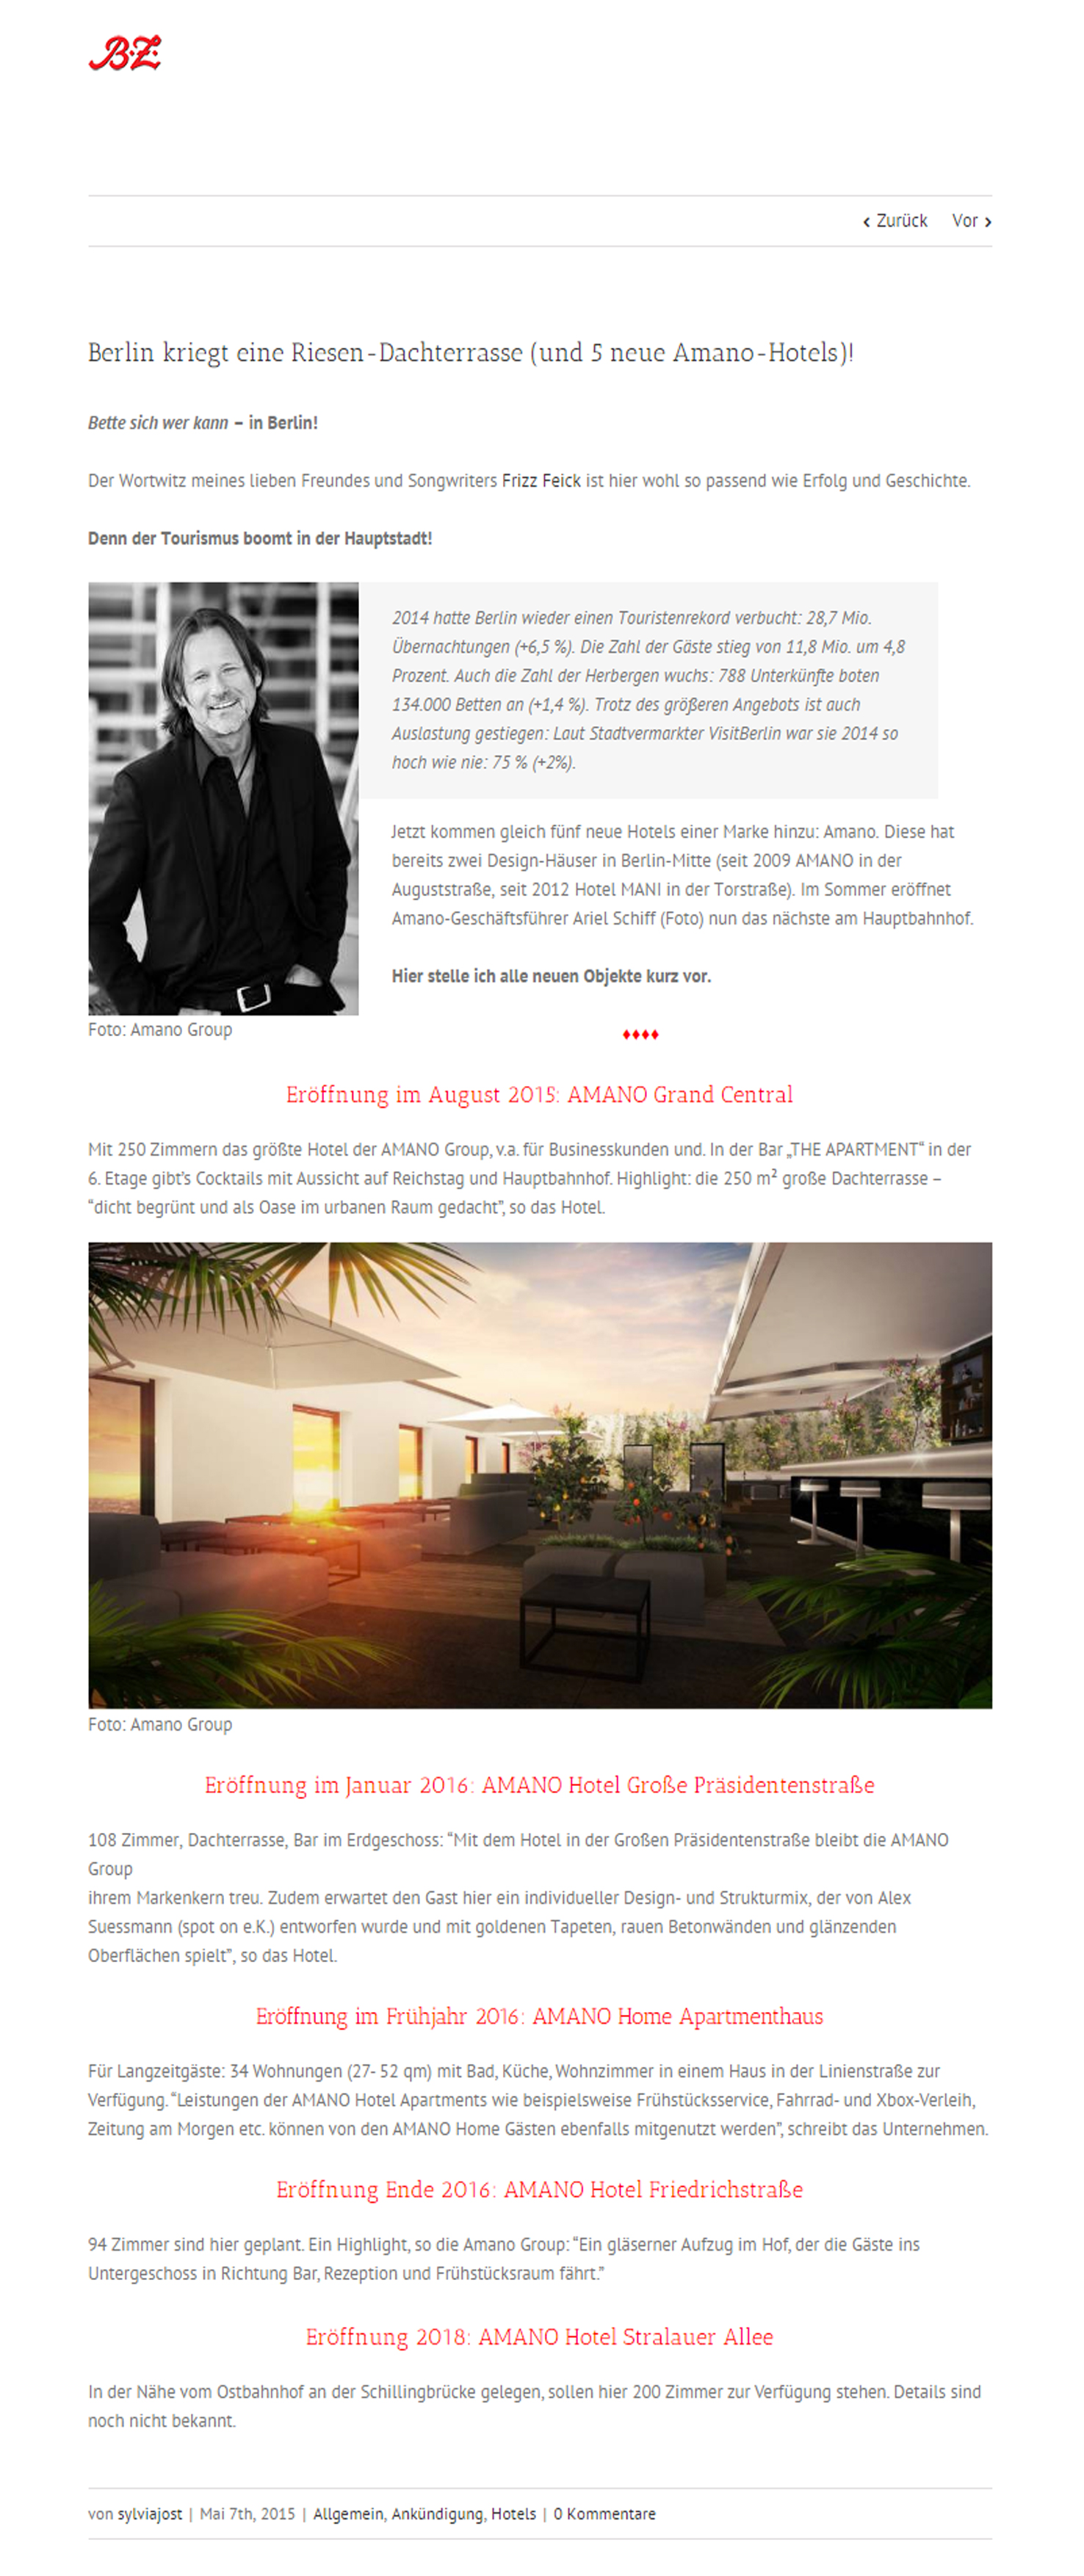 B.Z.
‹ Zurück Vor ›
Berlin kriegt eine Riesen-Dachterrasse (und 5 neue Amano-Hotels)!
Bette sich wer kann – in Berlin!
Der Wortwitz meines lieben Freundes und Songwriters Frizz Feick ist hier wohl so passend wie Erfolg und Geschichte.
Denn der Tourismus boomt in der Hauptstadt!
2014 hatte Berlin wieder einen Touristenrekord verbucht: 28,7 Mio.
Übernachtungen (+6,5 %). Die Zahl der Gäste stieg von 11,8 Mio. um 4,8
Prozent. Auch die Zahl der Herbergen wuchs: 788 Unterkünfte boten
134.000 Betten an (+1,4 %). Trotz des größeren Angebots ist auch
Auslastung gestiegen: Laut Stadtvermarkter VisitBerlin war sie 2014 so
hoch wie nie: 75 % (+2%).
Jetzt kommen gleich fünf neue Hotels einer Marke hinzu: Amano. Diese hat
bereits zwei Design-Häuser in Berlin-Mitte (seit 2009 AMANO in der
Auguststraße, seit 2012 Hotel MANI in der Torstraße). Im Sommer eröffnet
Amano-Geschäftsführer Ariel Schiff (Foto) nun das nächste am Hauptbahnhof.
Hier stelle ich alle neuen Objekte kurz vor.
Foto: Amano Group
♦♦♦♦
Eröffnung im August 2015: AMANO Grand Central
Mit 250 Zimmern das größte Hotel der AMANO Group, v.a. für Businesskunden und. In der Bar „THE APARTMENT“ in der
6. Etage gibt’s Cocktails mit Aussicht auf Reichstag und Hauptbahnhof. Highlight: die 250 m² große Dachterrasse –
“dicht begrünt und als Oase im urbanen Raum gedacht”, so das Hotel.
Foto: Amano Group
Eröffnung im Januar 2016: AMANO Hotel Große Präsidentenstraße
108 Zimmer, Dachterrasse, Bar im Erdgeschoss: “Mit dem Hotel in der Großen Präsidentenstraße bleibt die AMANO
Group
ihrem Markenkern treu. Zudem erwartet den Gast hier ein individueller Design- und Strukturmix, der von Alex
Suessmann (spot on e.K.) entworfen wurde und mit goldenen Tapeten, rauen Betonwänden und glänzenden
Oberflächen spielt”, so das Hotel.
Eröffnung im Frühjahr 2016: AMANO Home Apartmenthaus
Für Langzeitgäste: 34 Wohnungen (27- 52 qm) mit Bad, Küche, Wohnzimmer in einem Haus in der Linienstraße zur
Verfügung. “Leistungen der AMANO Hotel Apartments wie beispielsweise Frühstücksservice, Fahrrad- und Xbox-Verleih,
Zeitung am Morgen etc. können von den AMANO Home Gästen ebenfalls mitgenutzt werden”, schreibt das Unternehmen.
Eröffnung Ende 2016: AMANO Hotel Friedrichstraße
94 Zimmer sind hier geplant. Ein Highlight, so die Amano Group: “Ein gläserner Aufzug im Hof, der die Gäste ins
Untergeschoss in Richtung Bar, Rezeption und Frühstücksraum fährt.”
Eröffnung 2018: AMANO Hotel Stralauer Allee
In der Nähe vom Ostbahnhof an der Schillingbrücke gelegen, sollen hier 200 Zimmer zur Verfügung stehen. Details sind
noch nicht bekannt.
von sylviajost | Mai 7th, 2015 | Allgemein, Ankündigung, Hotels | 0 Kommentare